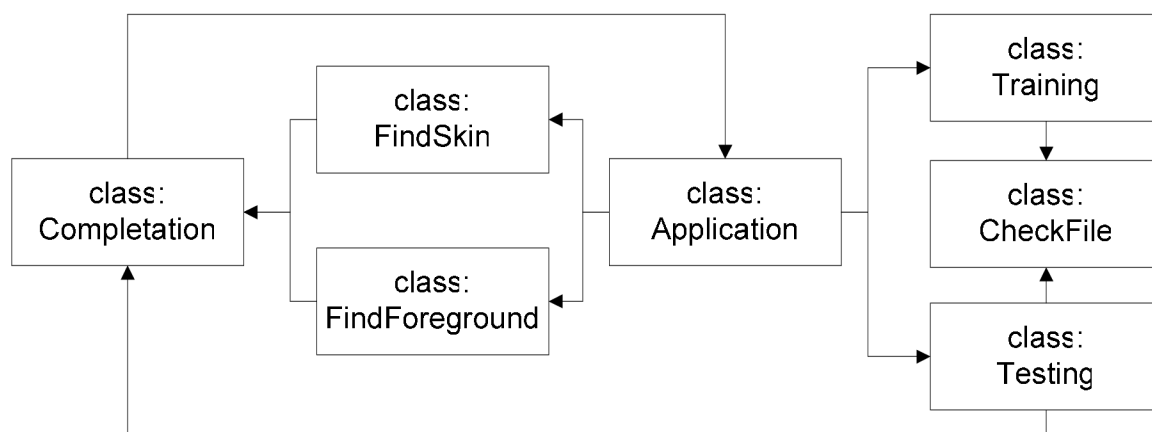 class:
Completation
class:
FindSkin
class:
FindForeground
class:
Application
class:
Training
class:
CheckFile
class:
Testing